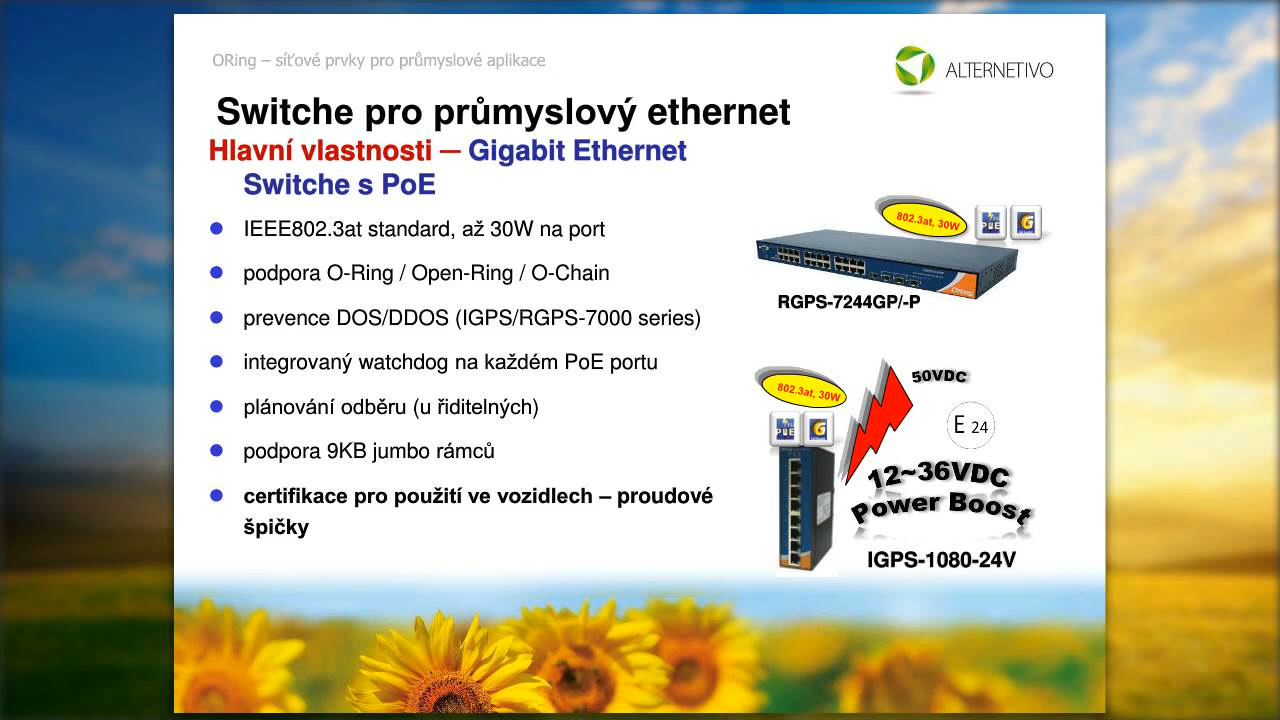 ORing – síťové prvky pro průmyslové aplikace
ALTERNETIVO
Switche pro průmyslový ethernet
Hlavní vlastnosti — Gigabit Ethernet
Switche s PoE
IEEE802.3at standard, až 30W na port
podpora O-Ring / Open-Ring / O-Chain
prevence DOS/DDOS (IGPS/RGPS-7000 series)
integrovaný watchdog na každém PoE portu
plánování odběru (u řiditelných)
podpora 9KB jumbo rámců
certifikace pro použití ve vozidlech – proudové
špičky
802.3at, 30W
PoE
G
ORing
RGPS-7244GP/-P
802.3at, 30W
PoE
G
50VDC
E 24
12~36VDC
Power Boost
IGPS-1080-24V